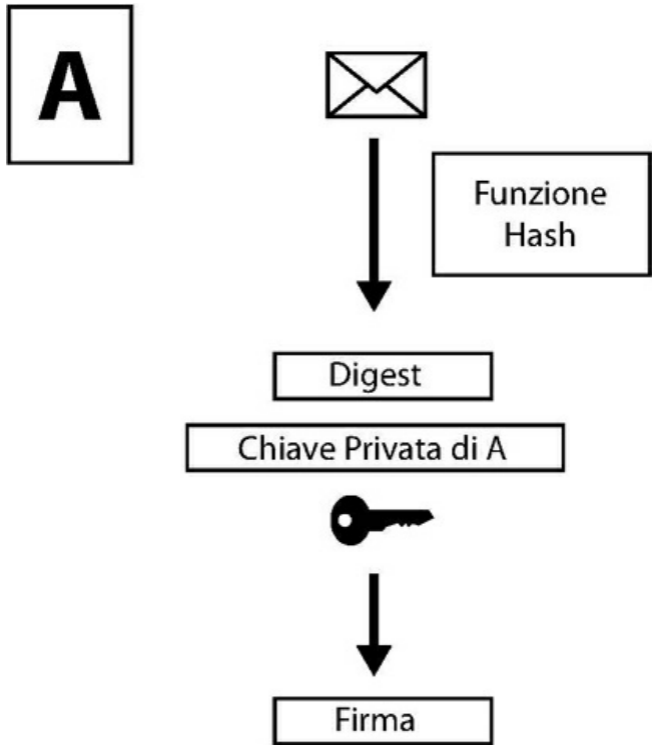 A
Funzione
Hash
Digest
Chiave Privata di A
Firma